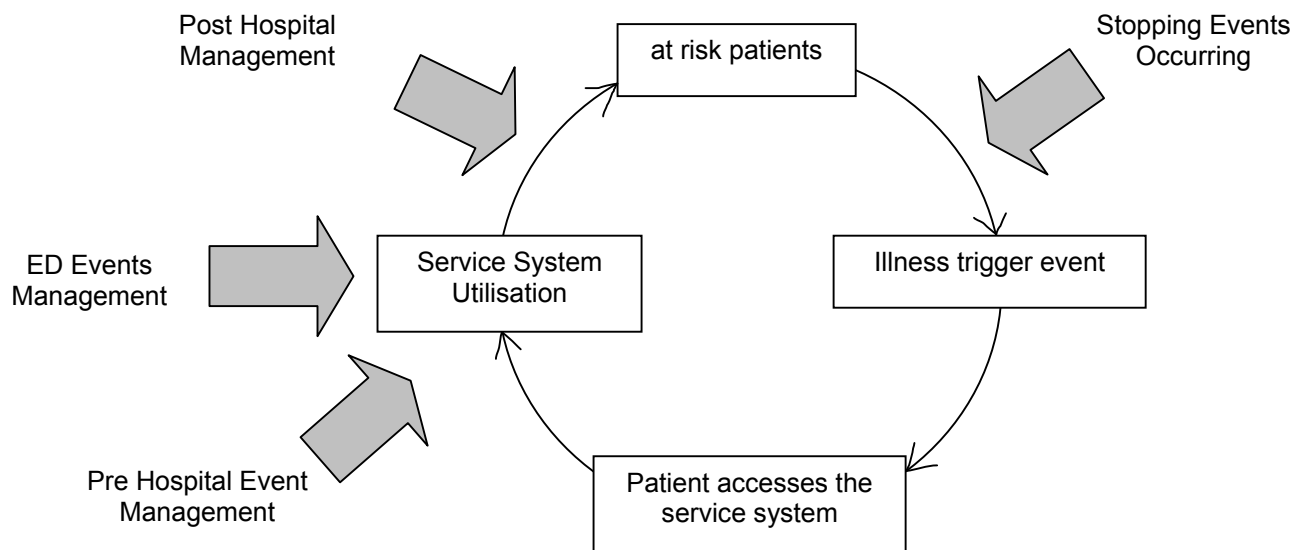 Post Hospital
Management
at risk patients
Stopping Events
Occurring
ED Events
Management
Service System
Utilisation
Illness trigger event
Pre Hospital Event
Management
Patient accesses the
service system